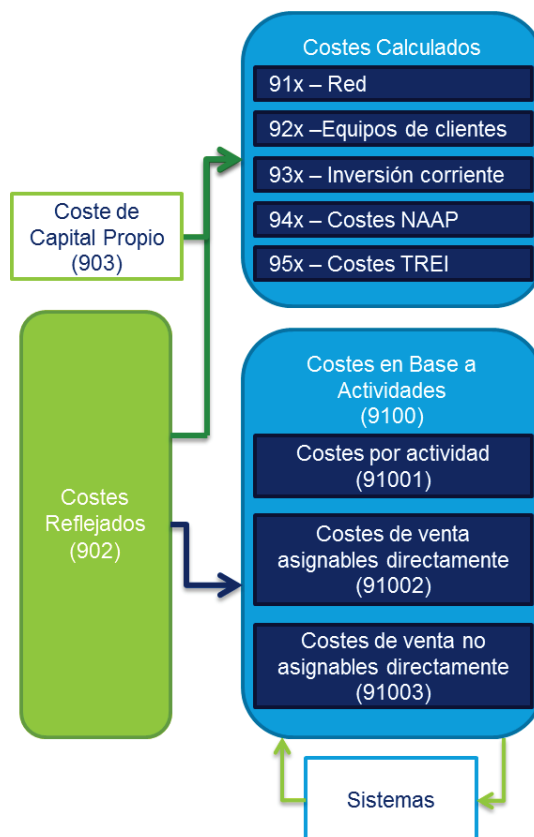 Costes Calculados
91x – Red
92x –Equipos de clientes
93x – Inversión corriente
94x – Costes NAAP
95x – Costes TREI
Coste de
Capital Propio
(903)
Costes
Reflejados
(902)
Costes en Base a
Actividades
(9100)
Costes por actividad
(91001)
Costes de venta
asignables directamente
(91002)
Costes de venta no
asignables directamente
(91003)
Sistemas